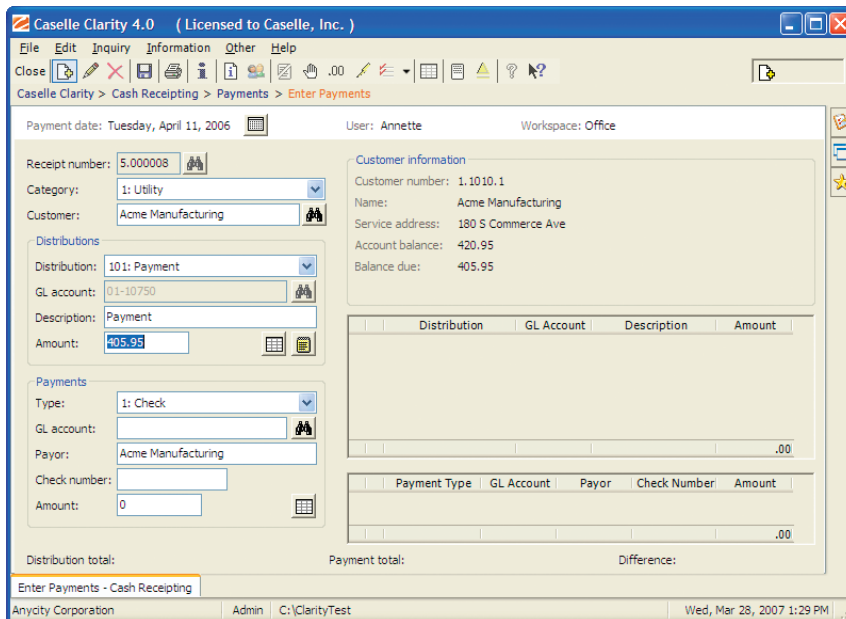 Caselle Clarity 4.0 ( Licensed to Caselle, Inc. )
File Edit Inquiry Information Other Help
Close .00
Caselle Clarity > Cash Receipting > Payments > Enter Payments
Payment date: Tuesday, April 11, 2006 User: Annette Workspace: Office
Receipt number: 5.000008
Category: 1: Utility
Customer: Acme Manufacturing
Distributions
Distribution: 101: Payment
GL account: 01-10750
Description: Payment
Amount: 405.95
Payments
Type: 1: Check
GL account:
Payor: Acme Manufacturing
Check number:
Amount: 0
Customer information
Customer number: 1.1010.1
Name: Acme Manufacturing
Service address: 180 S Commerce Ave
Account balance: 420.95
Balance due: 405.95
Distribution GL Account Description Amount
.00
Payment Type GL Account Payor Check Number Amount
.00
Distribution total: Payment total: Difference:
Enter Payments - Cash Receipting
Anycity Corporation Admin C:\ClarityTest Wed, Mar 28, 2007 1:29 PM